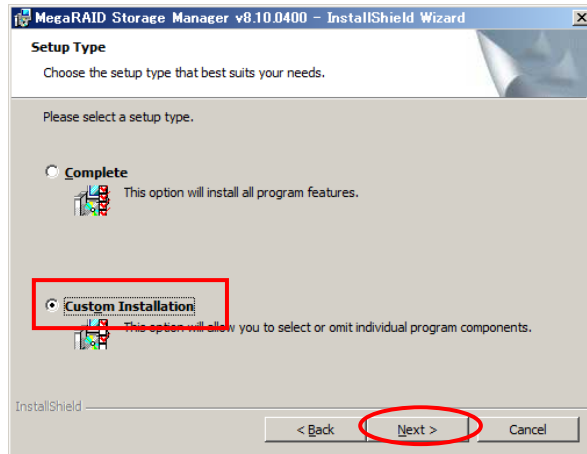 MegaRAID Storage Manager v8.10.0400 - InstallShield Wizard
Setup Type
Choose the setup type that best suits your needs.
Please select a setup type.
Complete
This option will install all program features.
Custom Installation
This option will allow you to select or omit individual program components.
InstallShield
< Back Next > Cancel